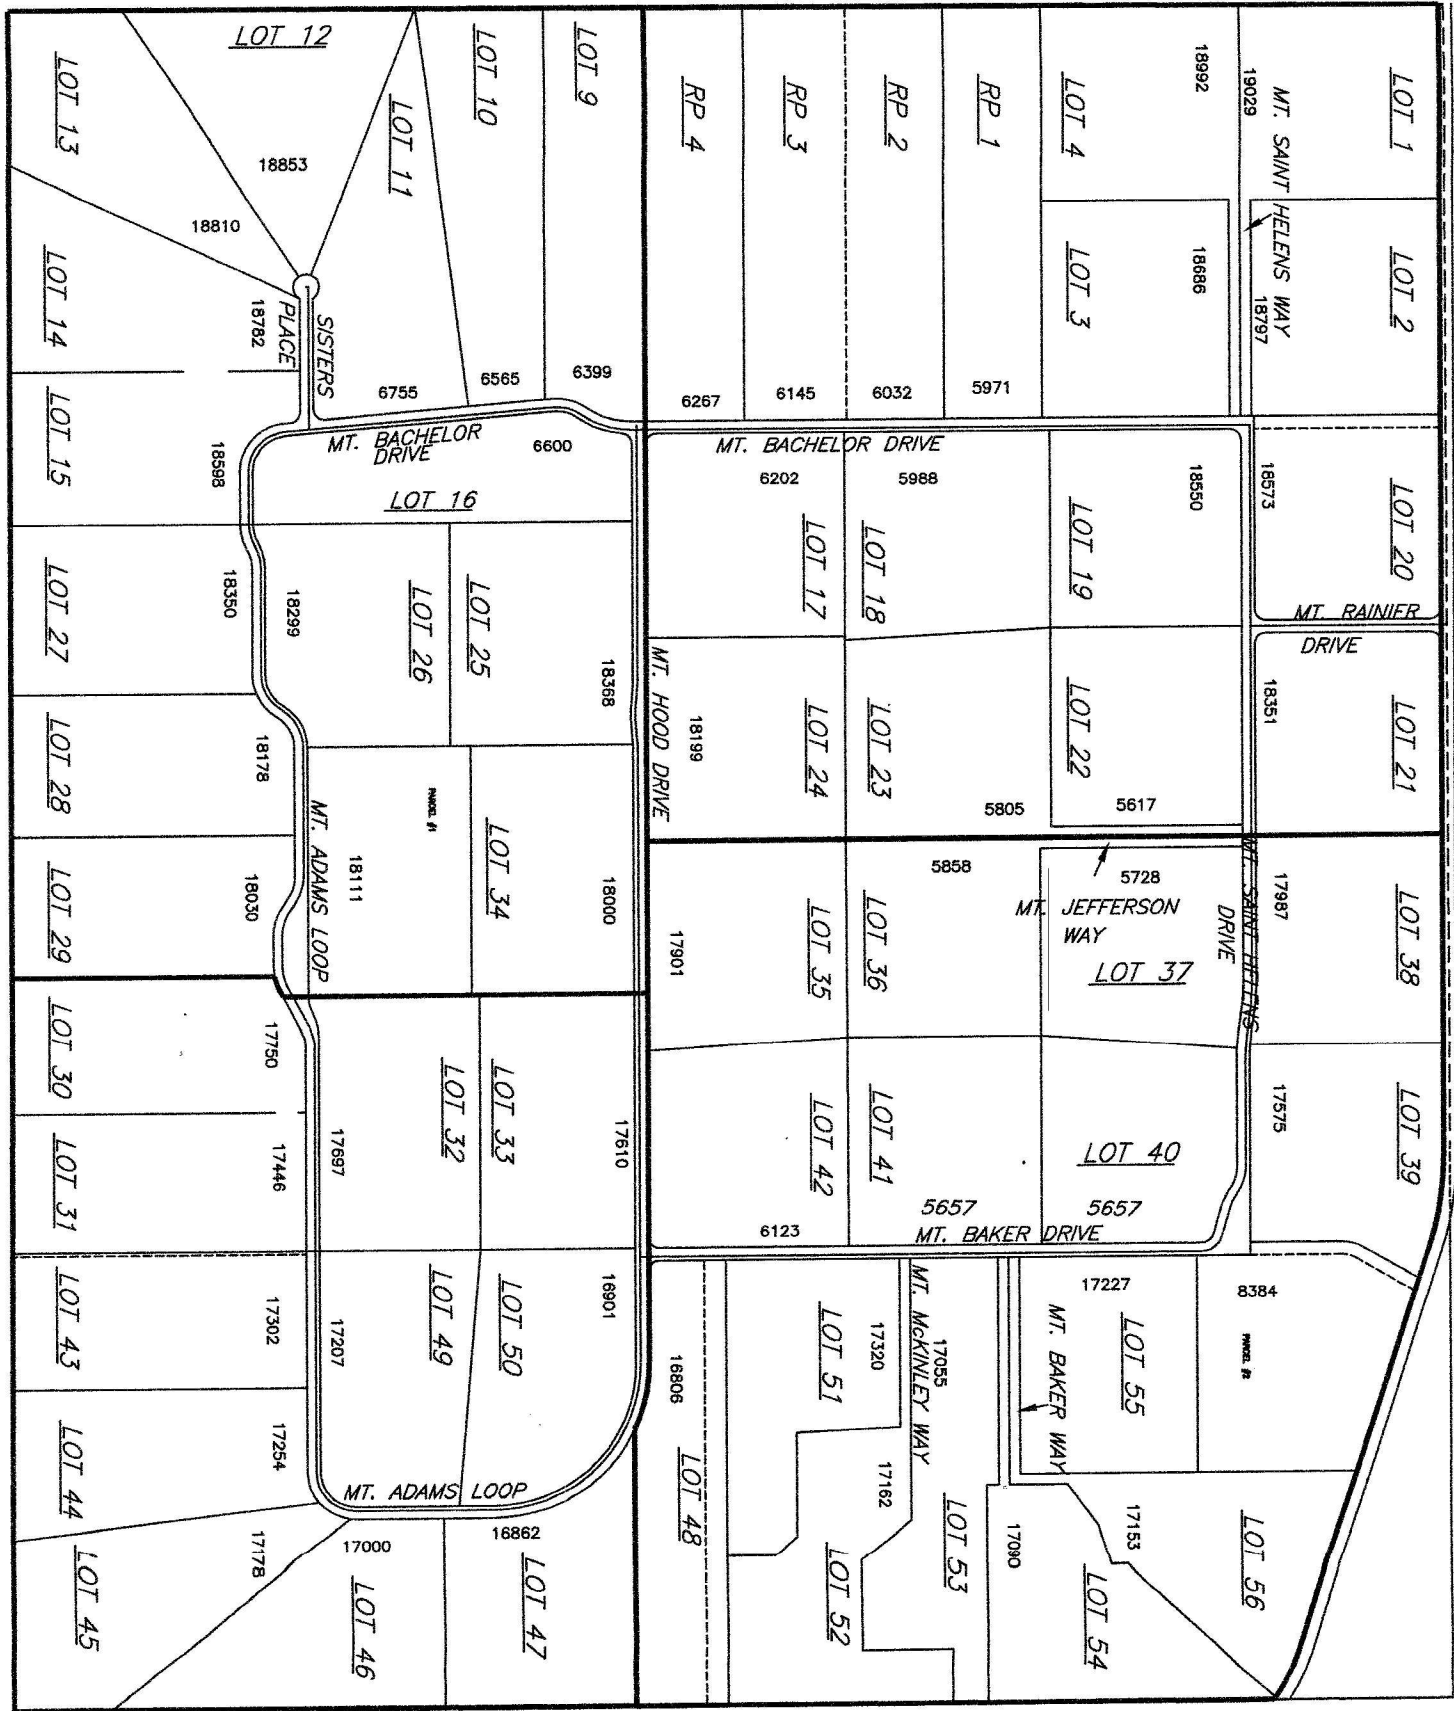 LOT 12
LOT 10
LOT 9
LOT 13
LOT 11
18853
18810
LOT 14
18782
SISTERS
PLACE
6755
6565
6399
RP 4
RP 3
RP 2
RP 1
6267
6145
6032
5971
18992
LOT 4
19029
MT. SAINT HELENS WAY
LOT 1
LOT 3
18686
18797
LOT 2
LOT 15
18598
MT. BACHELOR
DRIVE
6600
LOT 16
MT. BACHELOR DRIVE
6202
5988
LOT 17
LOT 18
LOT 19
18550
18573
LOT 20
MT. RAINIER
DRIVE
LOT 27
18350
18299
LOT 26
LOT 25
18368
MT. HOOD DRIVE
18199
LOT 24
LOT 23
5805
LOT 22
5617
18351
LOT 21
LOT 28
18178
MT. ADAMS LOOP
PARCEL #1
18111
LOT 34
18000
LOT 29
18030
17901
LOT 35
LOT 36
5858
5728
MT. JEFFERSON
WAY
LOT 37
MT. SAINT HELENS
DRIVE
17987
LOT 38
LOT 30
17750
LOT 31
17446
17697
LOT 32
LOT 33
17610
LOT 42
LOT 41
LOT 40
17575
LOT 39
6123
5657
5657
MT. BAKER DRIVE
LOT 43
17302
17207
LOT 49
LOT 50
16901
16806
LOT 48
LOT 51
17320
MT. McKINLEY WAY
17055
17162
MT. BAKER WAY
17227
LOT 55
8384
PARCEL #2
LOT 44
17254
MT. ADAMS LOOP
LOT 45
17178
17000
LOT 46
16862
LOT 47
LOT 52
LOT 53
17090
17153
LOT 54
LOT 56